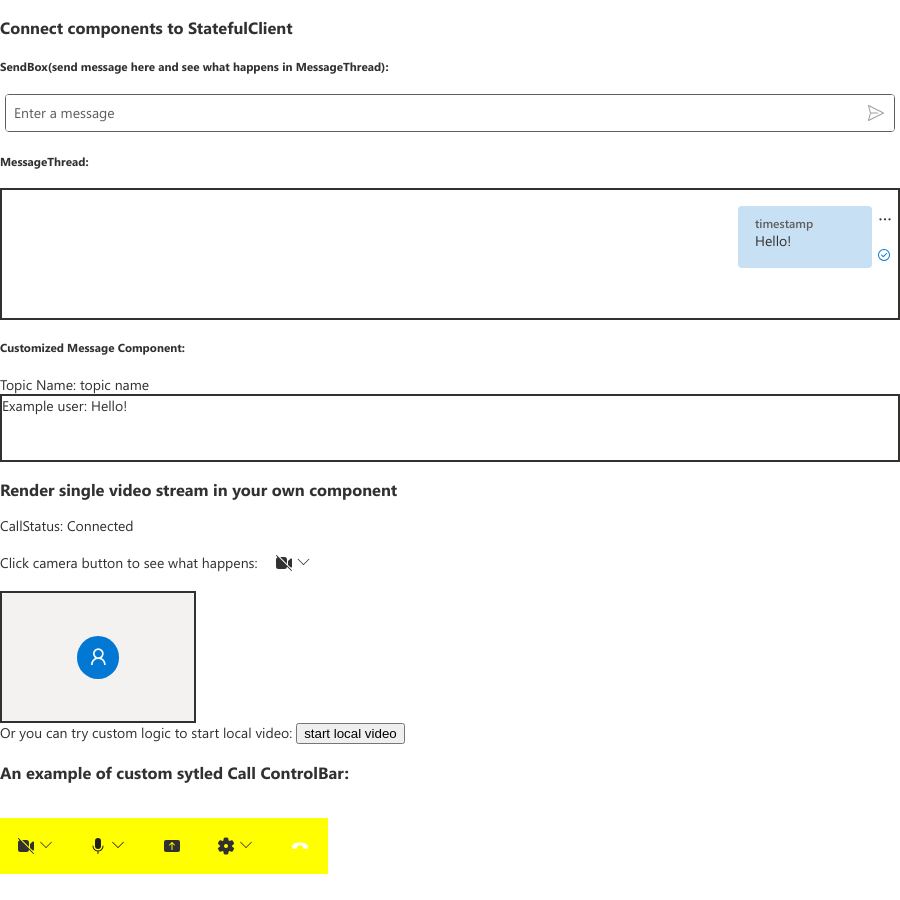 Connect components to StatefulClient
SendBox(send message here and see what happens in MessageThread):
Enter a message
MessageThread:
timestamp
Hello!
Customized Message Component:
Topic Name: topic name
Example user: Hello!
Render single video stream in your own component
CallStatus: Connected
Click camera button to see what happens:
Or you can try custom logic to start local video: start local video
An example of custom sytled Call ControlBar: